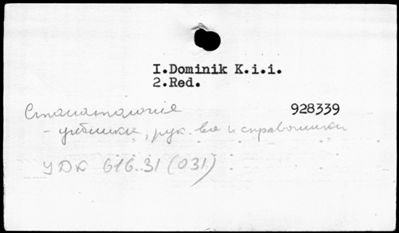 I.Dominik K.i.i.
2.Red.
Стоматология 928339
- учебники, рук. ва и справочники
УДК 616.31 (031)